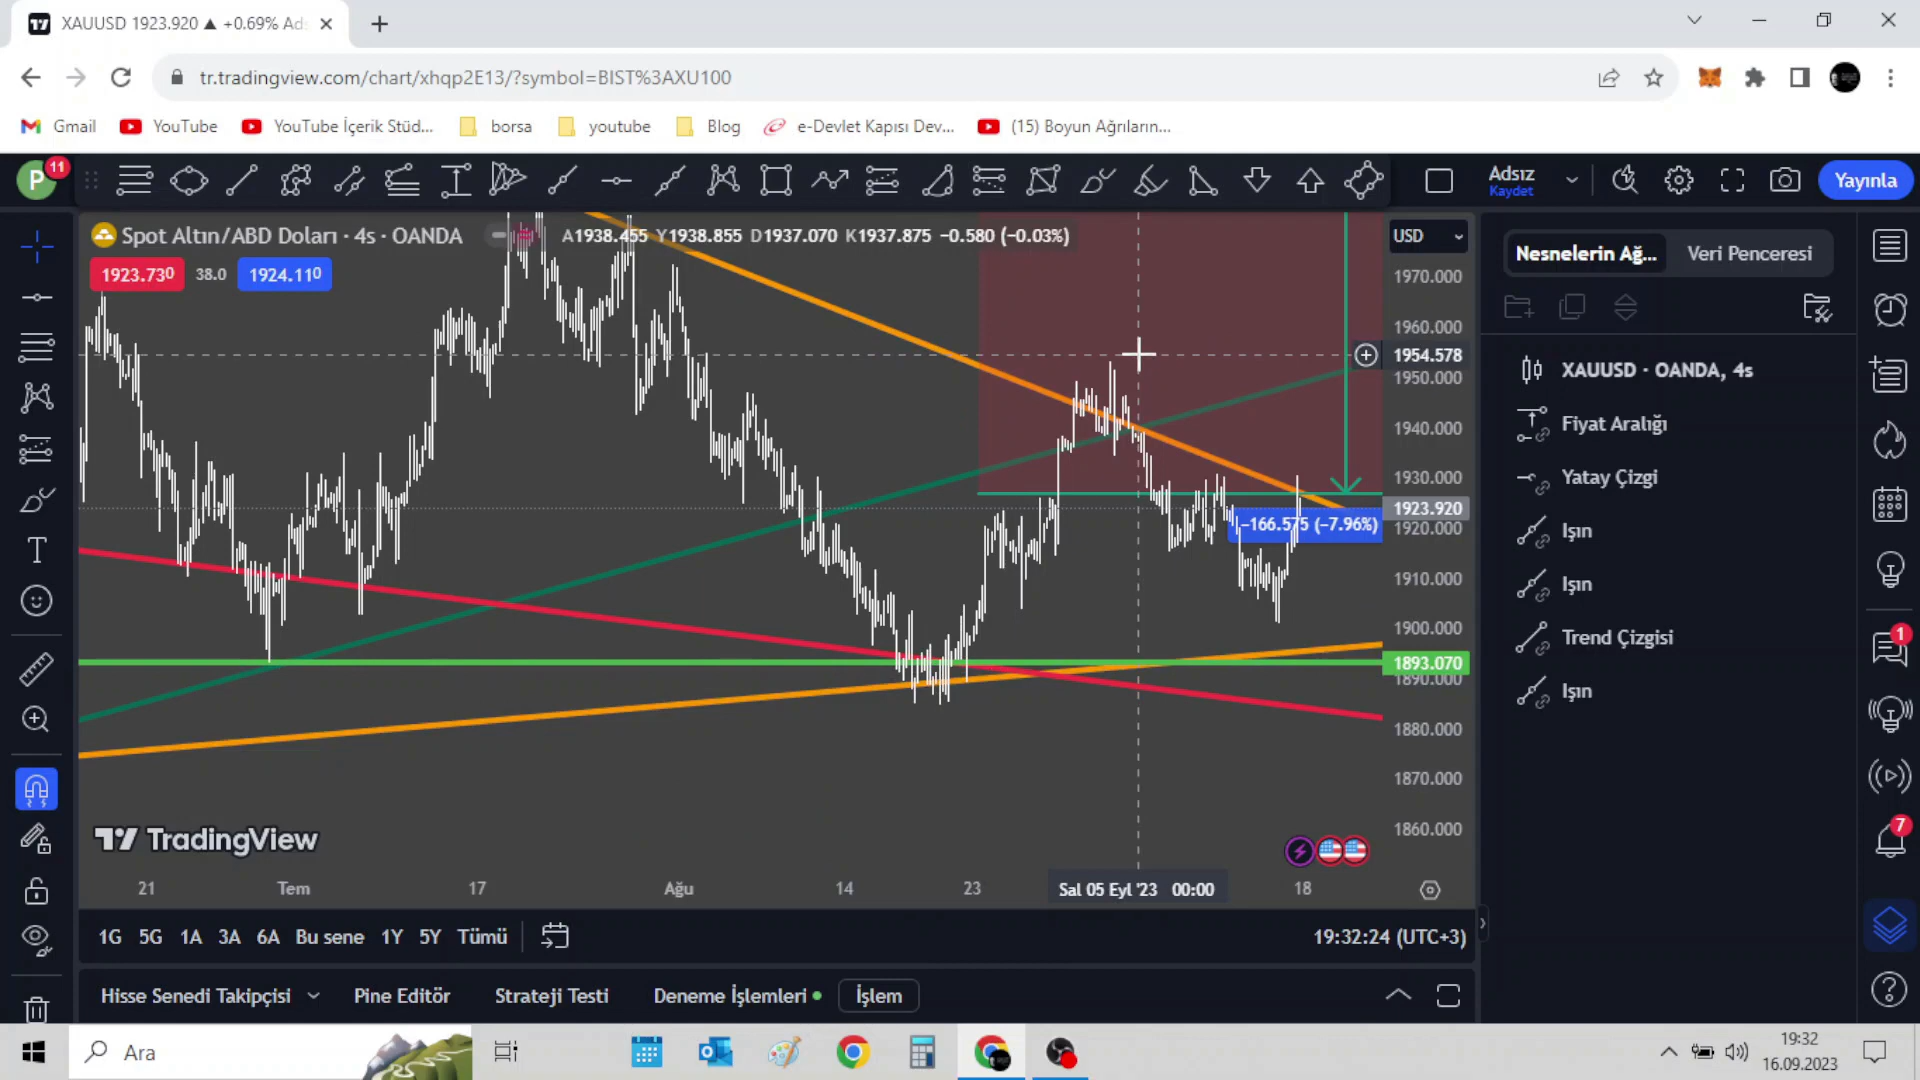 XAUUSD 1923.920 ▲ +0.69% Ads
tr.tradingview.com/chart/xhqp2E13/?symbol=BIST%3AXU100
Gmail YouTube YouTube İçerik Stüd... borsa youtube Blog e-Devlet Kapısı Dev... (15) Boyun Ağrıların...
P 11
Adsız
Kaydet
Yayınla
Spot Altın/ABD Doları · 4s · OANDA A1938.455 Y1938.855 D1937.070 K1937.875 −0.580 (−0.03%)
USD
1923.730 38.0 1924.110
1970.000
1960.000
1954.578
1950.000
1940.000
1930.000
1923.920
1920.000
−166.575 (−7.96%)
1910.000
1900.000
1893.070
1890.000
1880.000
1870.000
1860.000
TradingView
21 Tem 17 Ağu 14 23 Sal 05 Eyl '23 00:00 18
1G 5G 1A 3A 6A Bu sene 1Y 5Y Tümü
19:32:24 (UTC+3)
Hisse Senedi Takipçisi Pine Editör Strateji Testi Deneme İşlemleri İşlem
Nesnelerin Ağ... Veri Penceresi
XAUUSD · OANDA, 4s
Fiyat Aralığı
Yatay Çizgi
Işın
Işın
Trend Çizgisi
Işın
1
7
Ara
19:32
16.09.2023